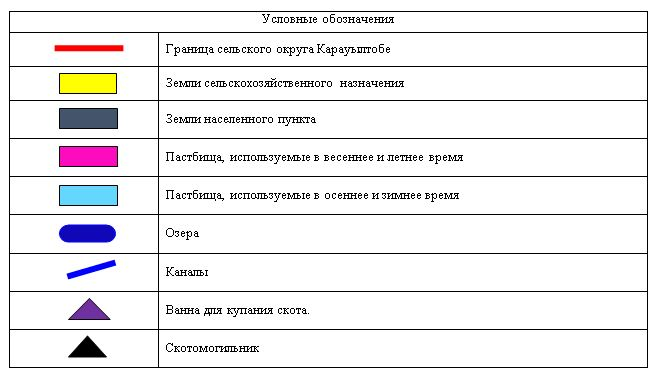 Условные обозначения
Граница сельского округа Карауылтобе
Земли сельскохозяйственного назначения
Земли населенного пункта
Пастбища, используемые в весеннее и летнее время
Пастбища, используемые в осеннее и зимнее время
Озера
Каналы
Ванна для купания скота.
Скотомогильник